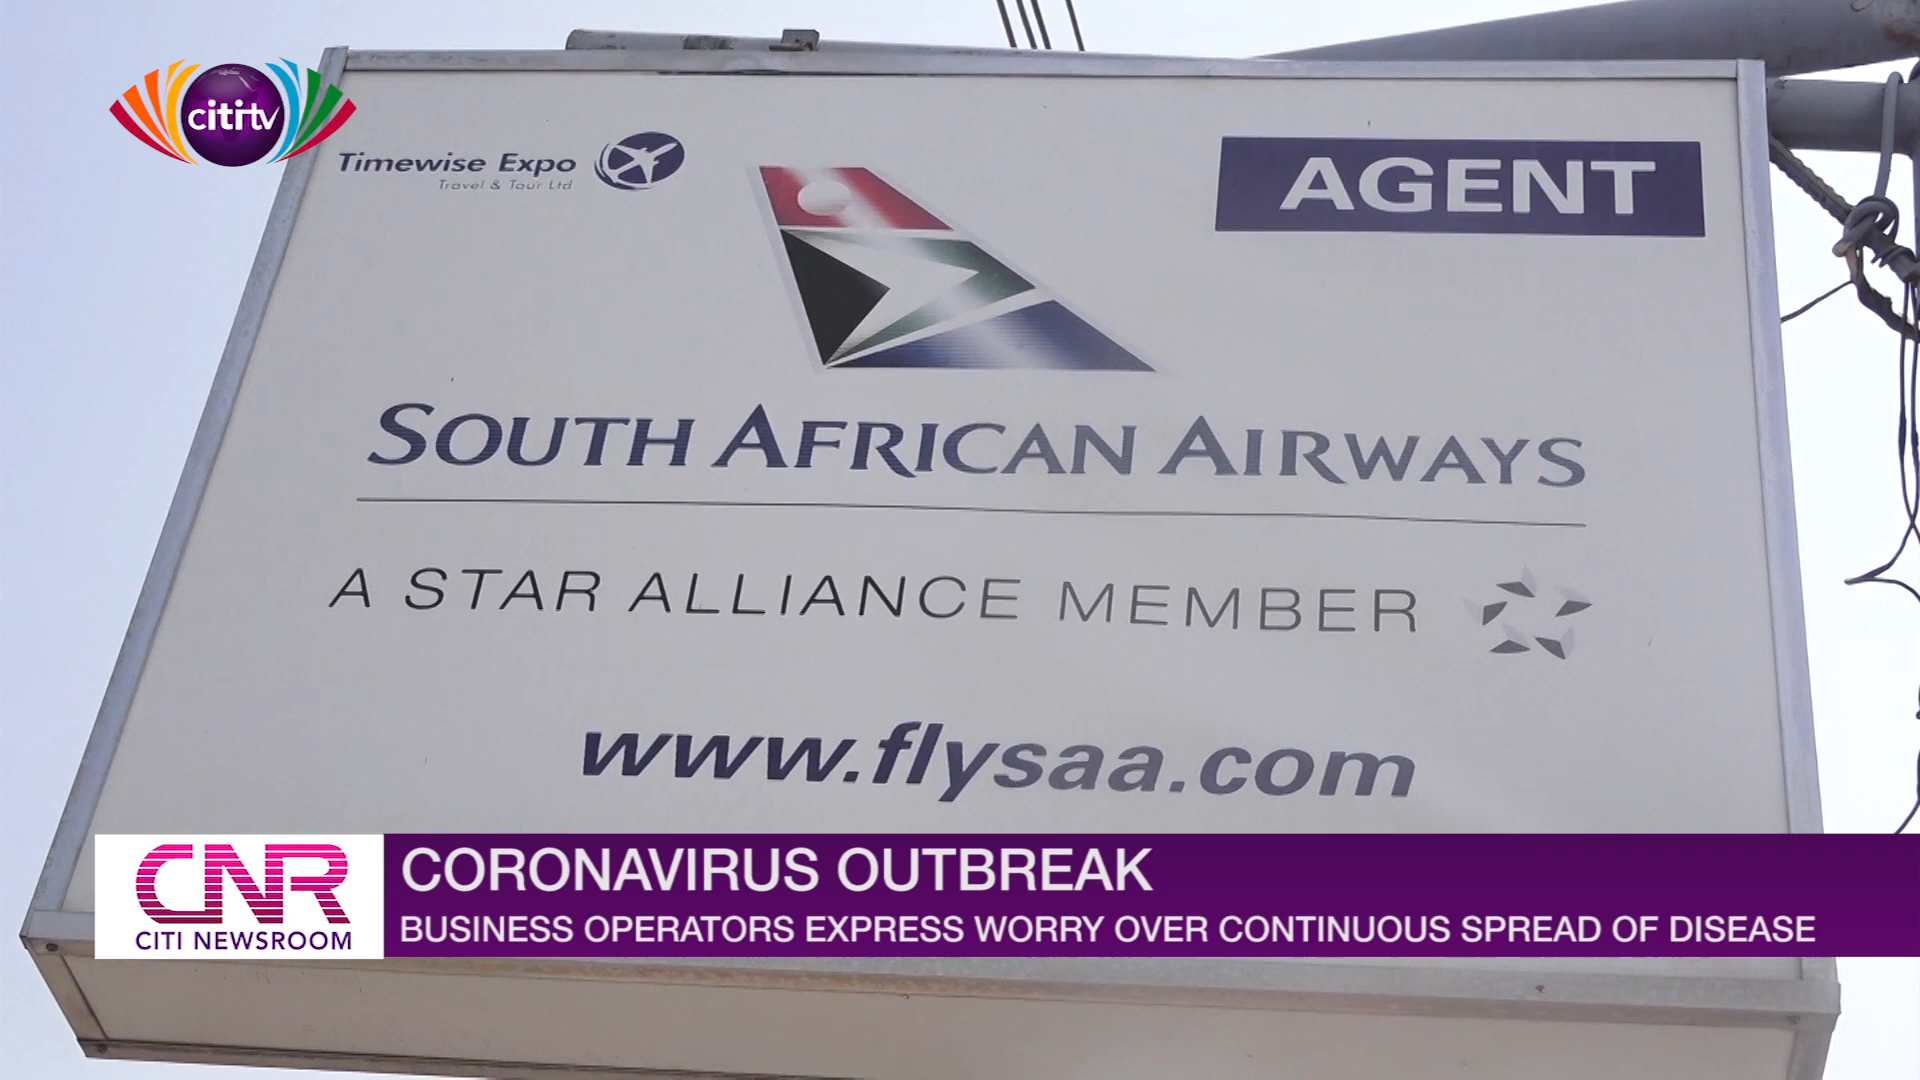 citi tv
Timewise Expo
Travel & Tour Ltd
AGENT
SOUTH AFRICAN AIRWAYS
A STAR ALLIANCE MEMBER
www.flysaa.com
CNR
CITI NEWSROOM
CORONAVIRUS OUTBREAK
BUSINESS OPERATORS EXPRESS WORRY OVER CONTINUOUS SPREAD OF DISEASE